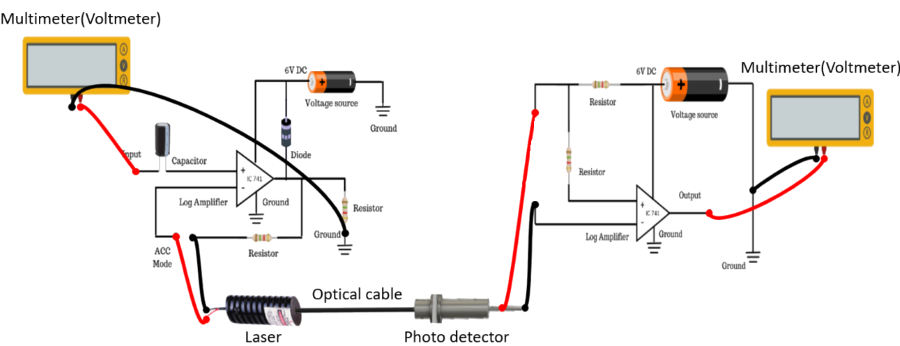 Multimeter(Voltmeter)
A
V
R
6V DC
Voltage source
Ground
Input
Capacitor
Diode
IC 741
Log Amplifier
Ground
Resistor
Ground
ACC
Mode
Resistor
Optical cable
Laser
Photo detector
6V DC
Resistor
Voltage source
Resistor
IC 741
Output
Log Amplifier
Ground
Ground
Multimeter(Voltmeter)
A